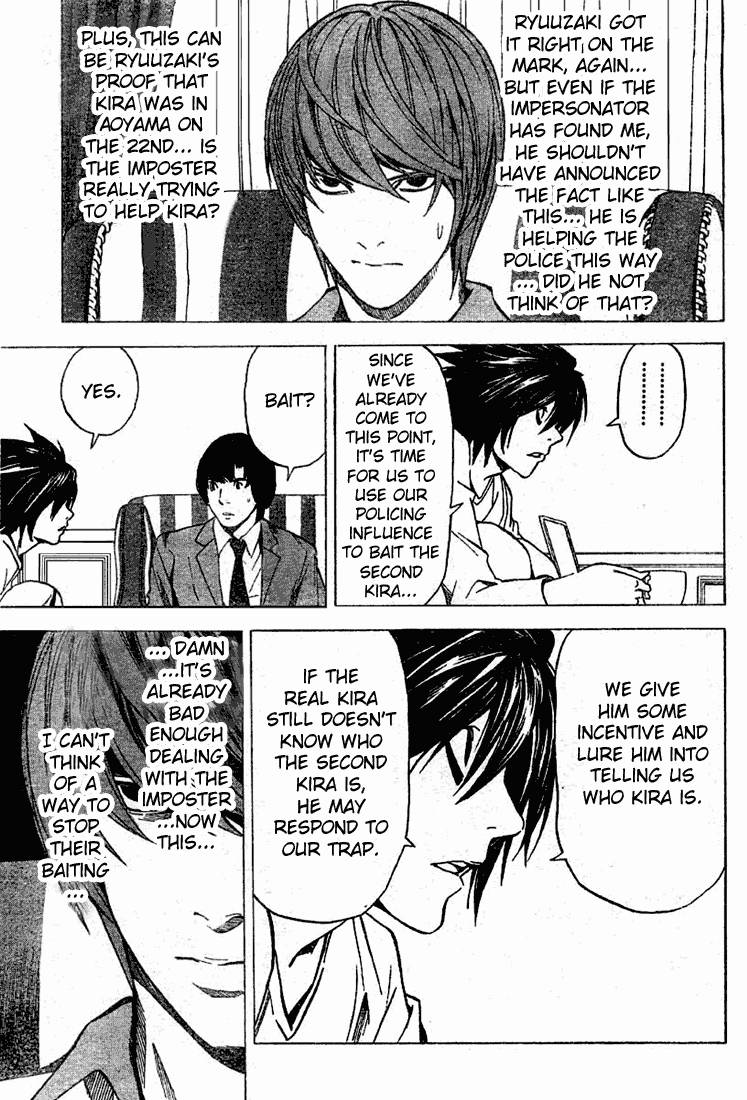 RYUUZAKI GOT
IT RIGHT ON
THE
MARK, AGAIN...
BUT EVEN IF THE
IMPERSONATOR
HAS FOUND ME,
HE SHOULDN'T
HAVE ANNOUNCED
THE FACT LIKE
THIS... HE IS
HELPING THE
POLICE THIS WAY
... DID HE NOT
THINK OF THAT?
PLUS, THIS CAN
BE RYUUZAKI'S
PROOF THAT
KIRA WAS IN
AOYAMA ON
THE 22ND... IS
THE IMPOSTER
REALLY TRYING
TO HELP KIRA?
.........
SINCE
WE'VE
ALREADY
COME TO
THIS POINT,
IT'S TIME
FOR US TO
USE OUR
POLICING
INFLUENCE
TO BAIT THE
SECOND
KIRA...
BAIT?
YES.
WE GIVE
HIM SOME
INCENTIVE AND
LURE HIM INTO
TELLING US
WHO KIRA IS.
IF THE
REAL KIRA
STILL DOESN'T
KNOW WHO
THE SECOND
KIRA IS,
HE MAY
RESPOND TO
OUR TRAP.
... DAMN
...IT'S
ALREADY
BAD
ENOUGH
DEALING
WITH THE
IMPOSTER
...NOW
THIS...
I CAN'T
THINK
OF A
WAY TO
STOP
THEIR
BAITING
...